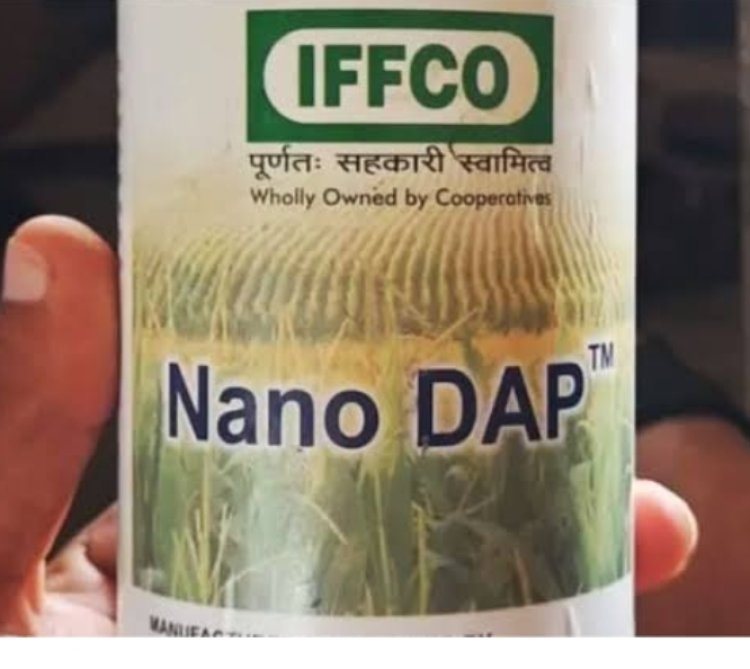 IFFCO
पूर्णतः सहकारी स्वामित्व
Wholly Owned by Cooperatives
Nano DAP™